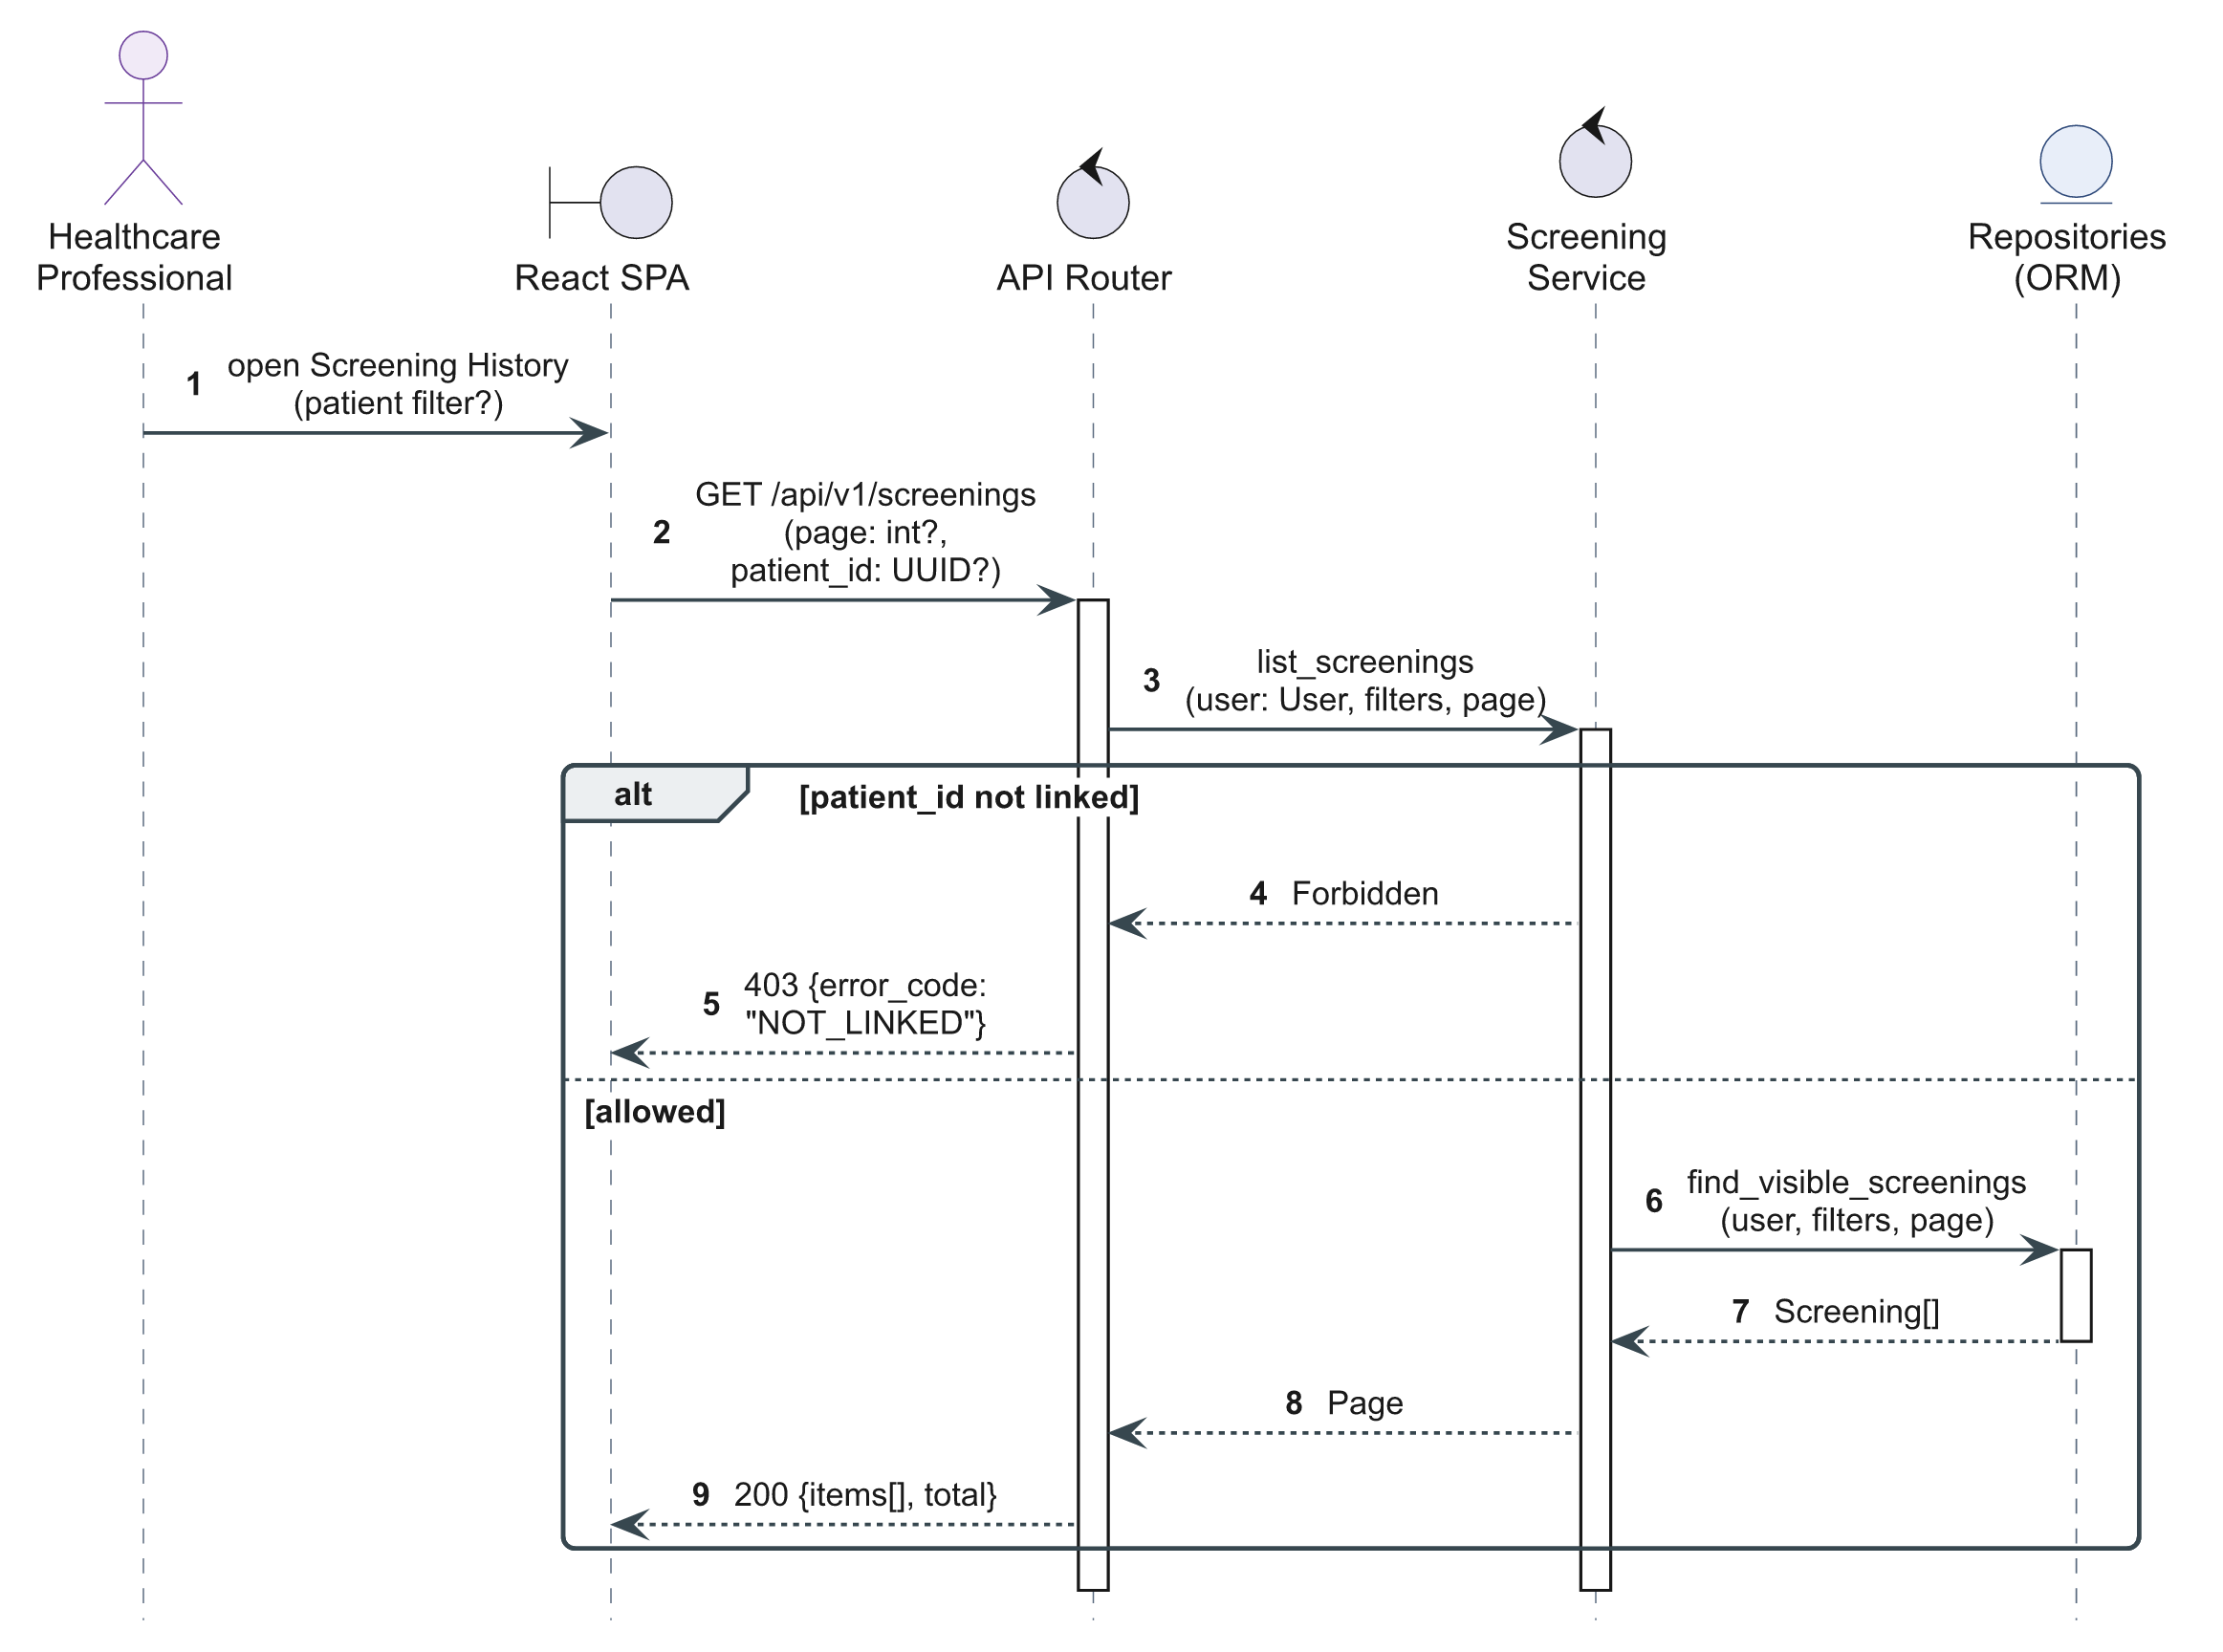 Healthcare
Professional
React SPA
API Router
Screening
Service
Repositories
(ORM)
1 open Screening History
(patient filter?)
2 GET /api/v1/screenings
(page: int?,
patient_id: UUID?)
3 list_screenings
(user: User, filters, page)
alt [patient_id not linked]
4 Forbidden
5 403 {error_code:
"NOT_LINKED"}
[allowed]
6 find_visible_screenings
(user, filters, page)
7 Screening[]
8 Page
9 200 {items[], total}